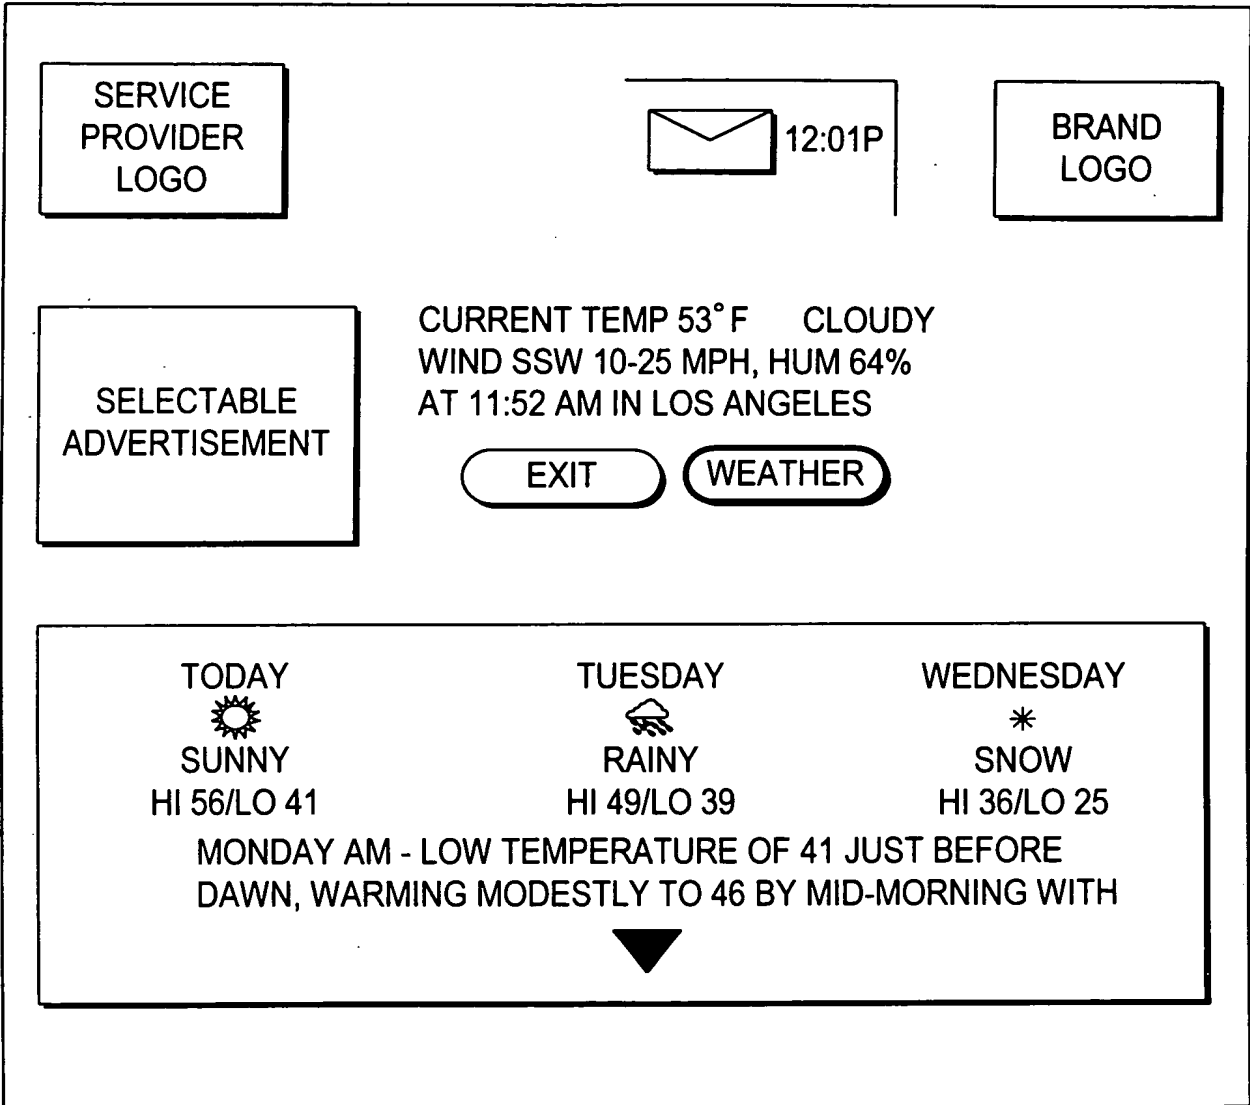 SERVICE
PROVIDER
LOGO
12:01P
BRAND
LOGO
SELECTABLE
ADVERTISEMENT
CURRENT TEMP 53°F CLOUDY
WIND SSW 10-25 MPH, HUM 64%
AT 11:52 AM IN LOS ANGELES
EXIT
WEATHER
TODAY
SUNNY
HI 56/LO 41
TUESDAY
RAINY
HI 49/LO 39
WEDNESDAY
SNOW
HI 36/LO 25
MONDAY AM - LOW TEMPERATURE OF 41 JUST BEFORE
DAWN, WARMING MODESTLY TO 46 BY MID-MORNING WITH